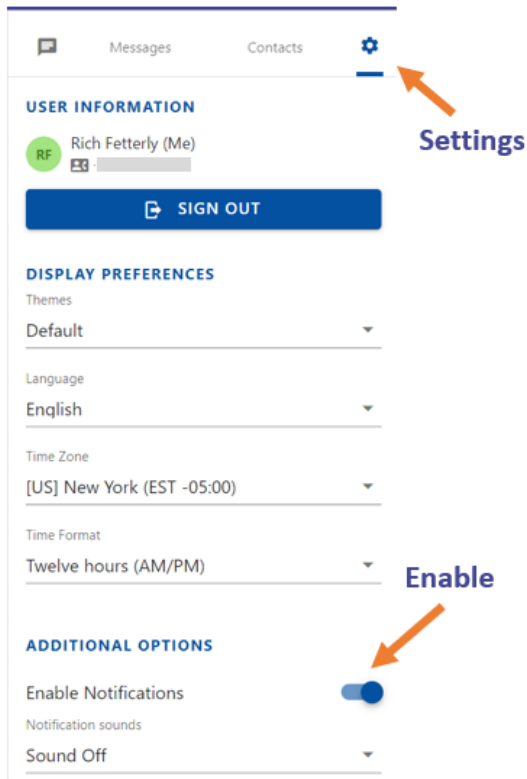 Messages Contacts
Settings
USER INFORMATION
RF
Rich Fetterly (Me)
SIGN OUT
DISPLAY PREFERENCES
Themes
Default
Language
English
Time Zone
[US] New York (EST -05:00)
Time Format
Twelve hours (AM/PM)
Enable
ADDITIONAL OPTIONS
Enable Notifications
Notification sounds
Sound Off